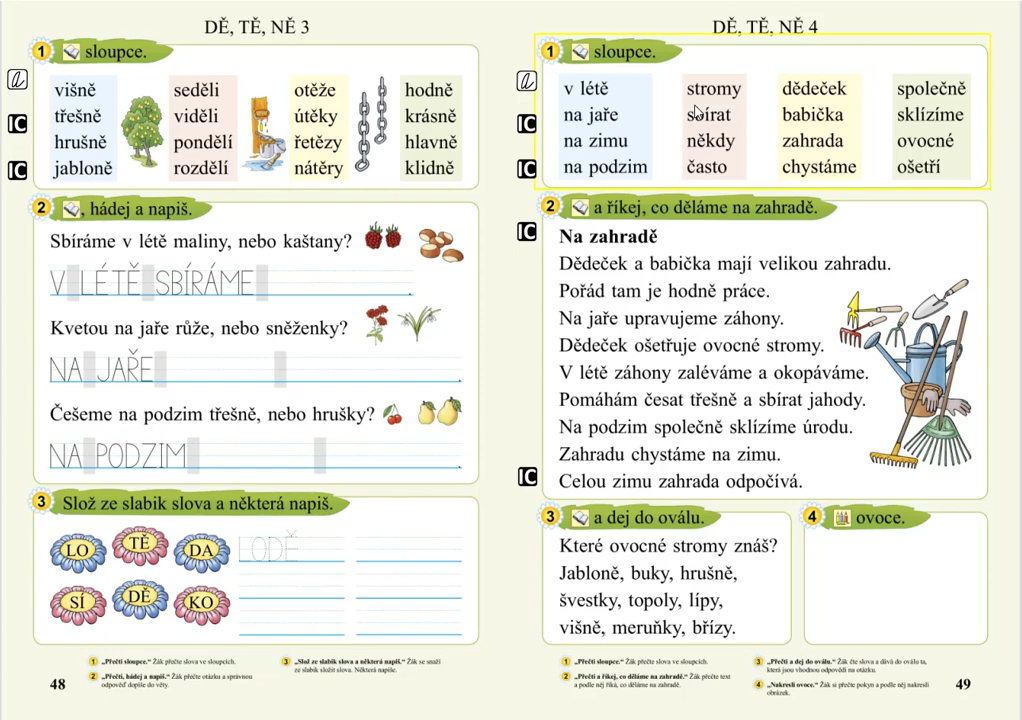 DĚ, TĚ, NĚ 3
1 sloupce.
višně
třešně
hrušně
jabloně
seděli
viděli
pondělí
rozdělí
otěže
útěky
řetězy
nátěry
hodně
krásně
hlavně
klidně
2 , hádej a napiš.
Sbíráme v létě maliny, nebo kaštany?
V LÉTĚ SBÍRÁME
Kvetou na jaře růže, nebo sněženky?
NA JAŘE
Češeme na podzim třešně, nebo hrušky?
NA PODZIM
3 Slož ze slabik slova a některá napiš.
LO TĚ DA LODĚ
SÍ DĚ KO
1 „Přečti sloupce.“ Žák přečte slova ve sloupcích.
2 „Přečti, hádej a napiš.“ Žák přečte otázku a správnou
odpověď dopíše do věty.
3 „Slož ze slabik slova a některá napiš.“ Žák se snaží
ze slabik složit slova. Některá napíše.
48
DĚ, TĚ, NĚ 4
1 sloupce.
v létě
na jaře
na zimu
na podzim
stromy
sbírat
někdy
často
dědeček
babička
zahrada
chystáme
společně
sklízíme
ovocné
ošetří
2 a říkej, co děláme na zahradě.
Na zahradě
Dědeček a babička mají velikou zahradu.
Pořád tam je hodně práce.
Na jaře upravujeme záhony.
Dědeček ošetřuje ovocné stromy.
V létě záhony zaléváme a okopáváme.
Pomáhám česat třešně a sbírat jahody.
Na podzim společně sklízíme úrodu.
Zahradu chystáme na zimu.
Celou zimu zahrada odpočívá.
3 a dej do oválu.
Které ovocné stromy znáš?
Jabloně, buky, hrušně,
švestky, topoly, lípy,
višně, meruňky, břízy.
4 ovoce.
1 „Přečti sloupce.“ Žák přečte slova ve sloupcích.
2 „Přečti a říkej, co děláme na zahradě.“ Žák přečte text
a podle něj říká, co děláme na zahradě.
3 „Přečti a dej do oválu.“ Žák čte slova a dává do oválu ta,
která jsou vhodnou odpovědí na otázku.
4 „Nakresli ovoce.“ Žák si přečte pokyn a podle něj nakreslí
obrázek.
49